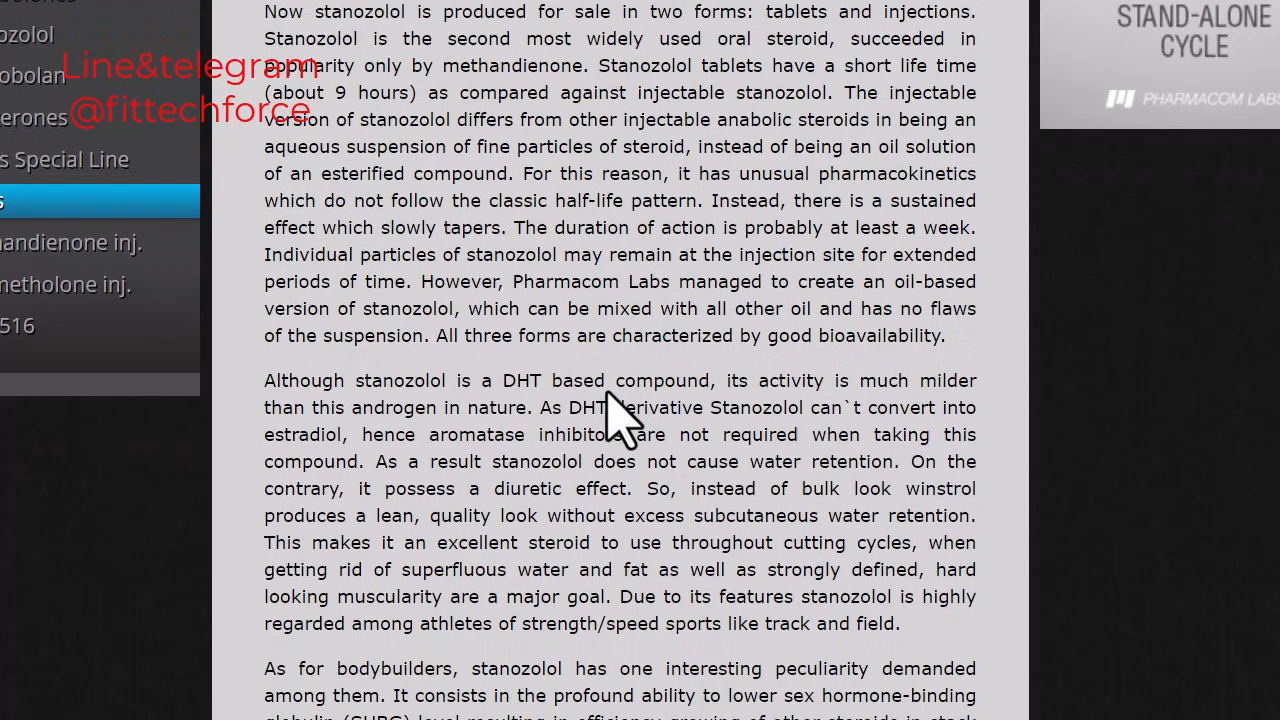 ozolol
obolan
erones
s Special Line
s
andienone inj.
metholone inj.
516
Line&telegram
@fittechforce
Now stanozolol is produced for sale in two forms: tablets and injections.
Stanozolol is the second most widely used oral steroid, succeeded in
popularity only by methandienone. Stanozolol tablets have a short life time
(about 9 hours) as compared against injectable stanozolol. The injectable
version of stanozolol differs from other injectable anabolic steroids in being an
aqueous suspension of fine particles of steroid, instead of being an oil solution
of an esterified compound. For this reason, it has unusual pharmacokinetics
which do not follow the classic half-life pattern. Instead, there is a sustained
effect which slowly tapers. The duration of action is probably at least a week.
Individual particles of stanozolol may remain at the injection site for extended
periods of time. However, Pharmacom Labs managed to create an oil-based
version of stanozolol, which can be mixed with all other oil and has no flaws
of the suspension. All three forms are characterized by good bioavailability.
Although stanozolol is a DHT based compound, its activity is much milder
than this androgen in nature. As DHT derivative Stanozolol can`t convert into
estradiol, hence aromatase inhibitors are not required when taking this
compound. As a result stanozolol does not cause water retention. On the
contrary, it possess a diuretic effect. So, instead of bulk look winstrol
produces a lean, quality look without excess subcutaneous water retention.
This makes it an excellent steroid to use throughout cutting cycles, when
getting rid of superfluous water and fat as well as strongly defined, hard
looking muscularity are a major goal. Due to its features stanozolol is highly
regarded among athletes of strength/speed sports like track and field.
As for bodybuilders, stanozolol has one interesting peculiarity demanded
among them. It consists in the profound ability to lower sex hormone-binding
globulin (SHBG) level resulting in efficiency growing of other steroids in stack
STAND-ALONE
CYCLE
PHARMACOM LABS